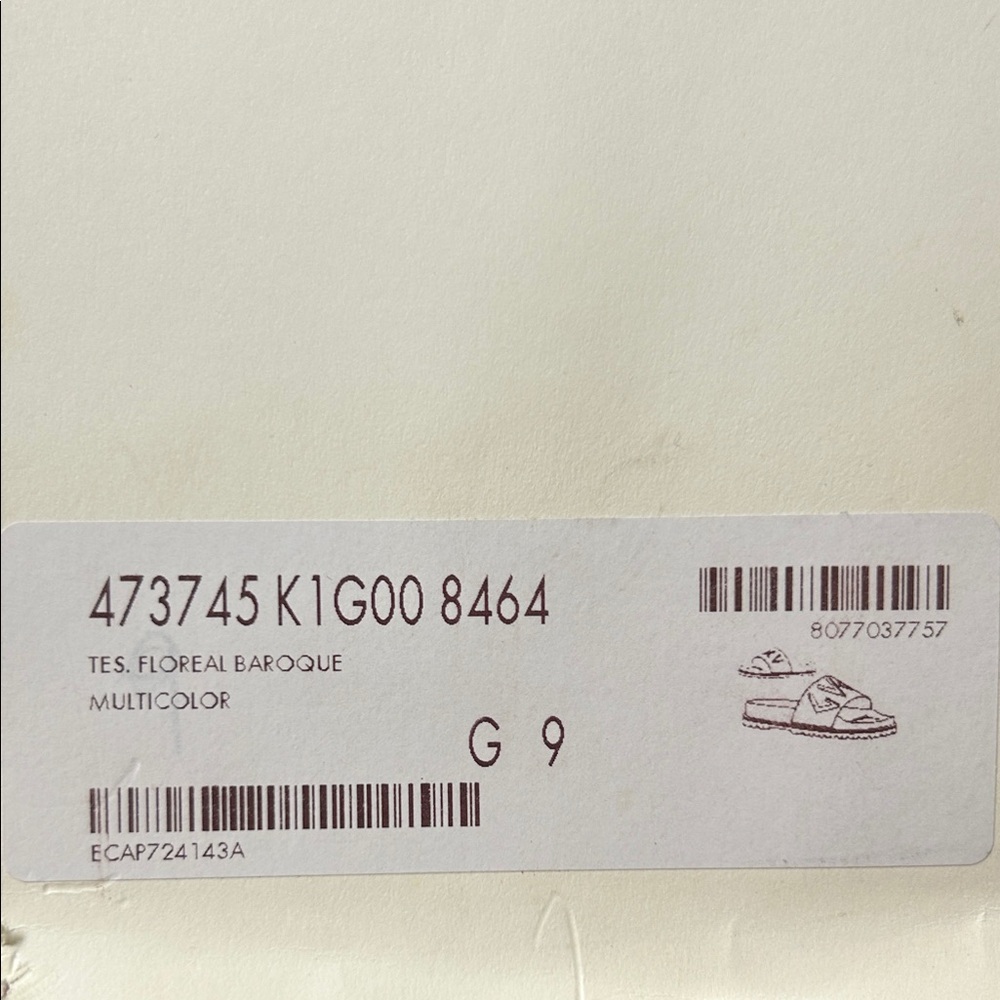 473745 K1G00 8464
8077037757
TES. FLOREAL BAROQUE
MULTICOLOR
G 9
ECAP724143A